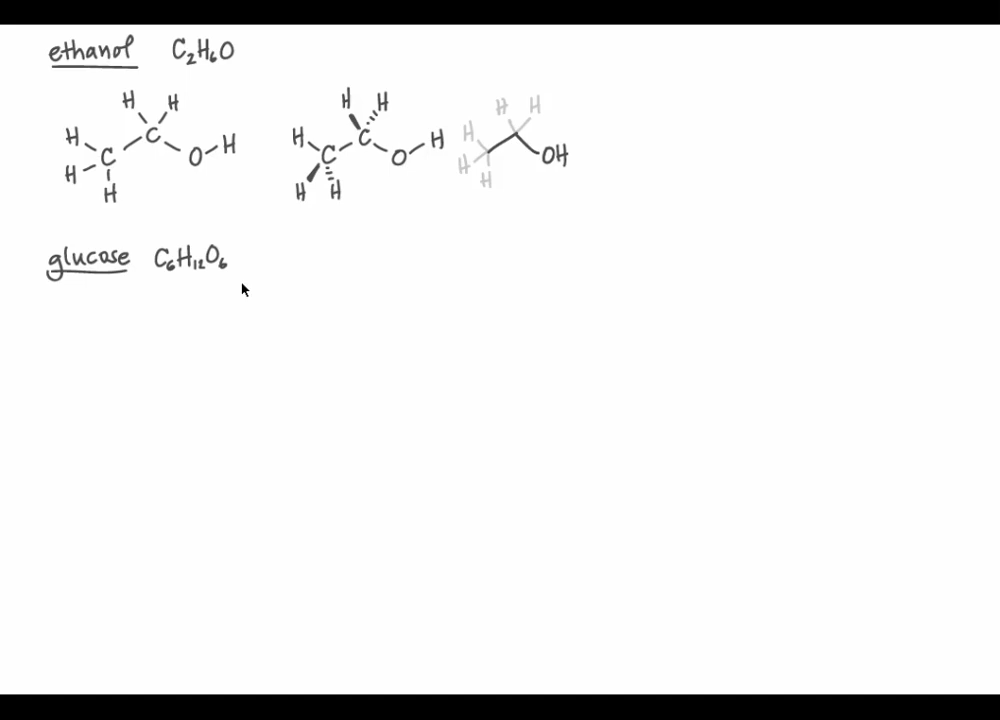 ethanol C₂H₆O
H H H H
H C C O H H C C O H H H OH
H H H H H H
glucose C₆H₁₂O₆